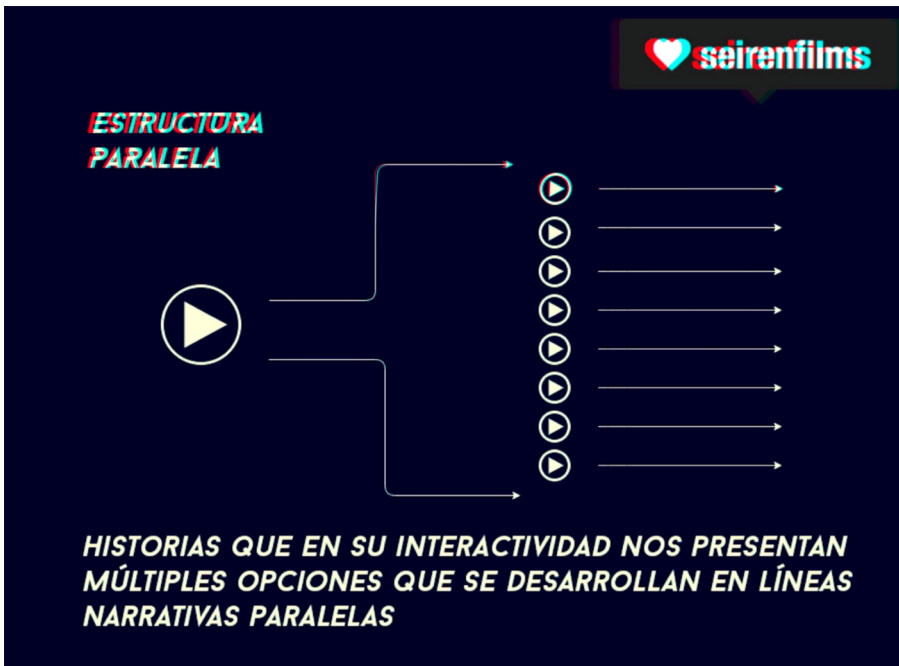 seirenfilms
ESTRUCTURA
PARALELA
HISTORIAS QUE EN SU INTERACTIVIDAD NOS PRESENTAN
MÚLTIPLES OPCIONES QUE SE DESARROLLAN EN LÍNEAS
NARRATIVAS PARALELAS